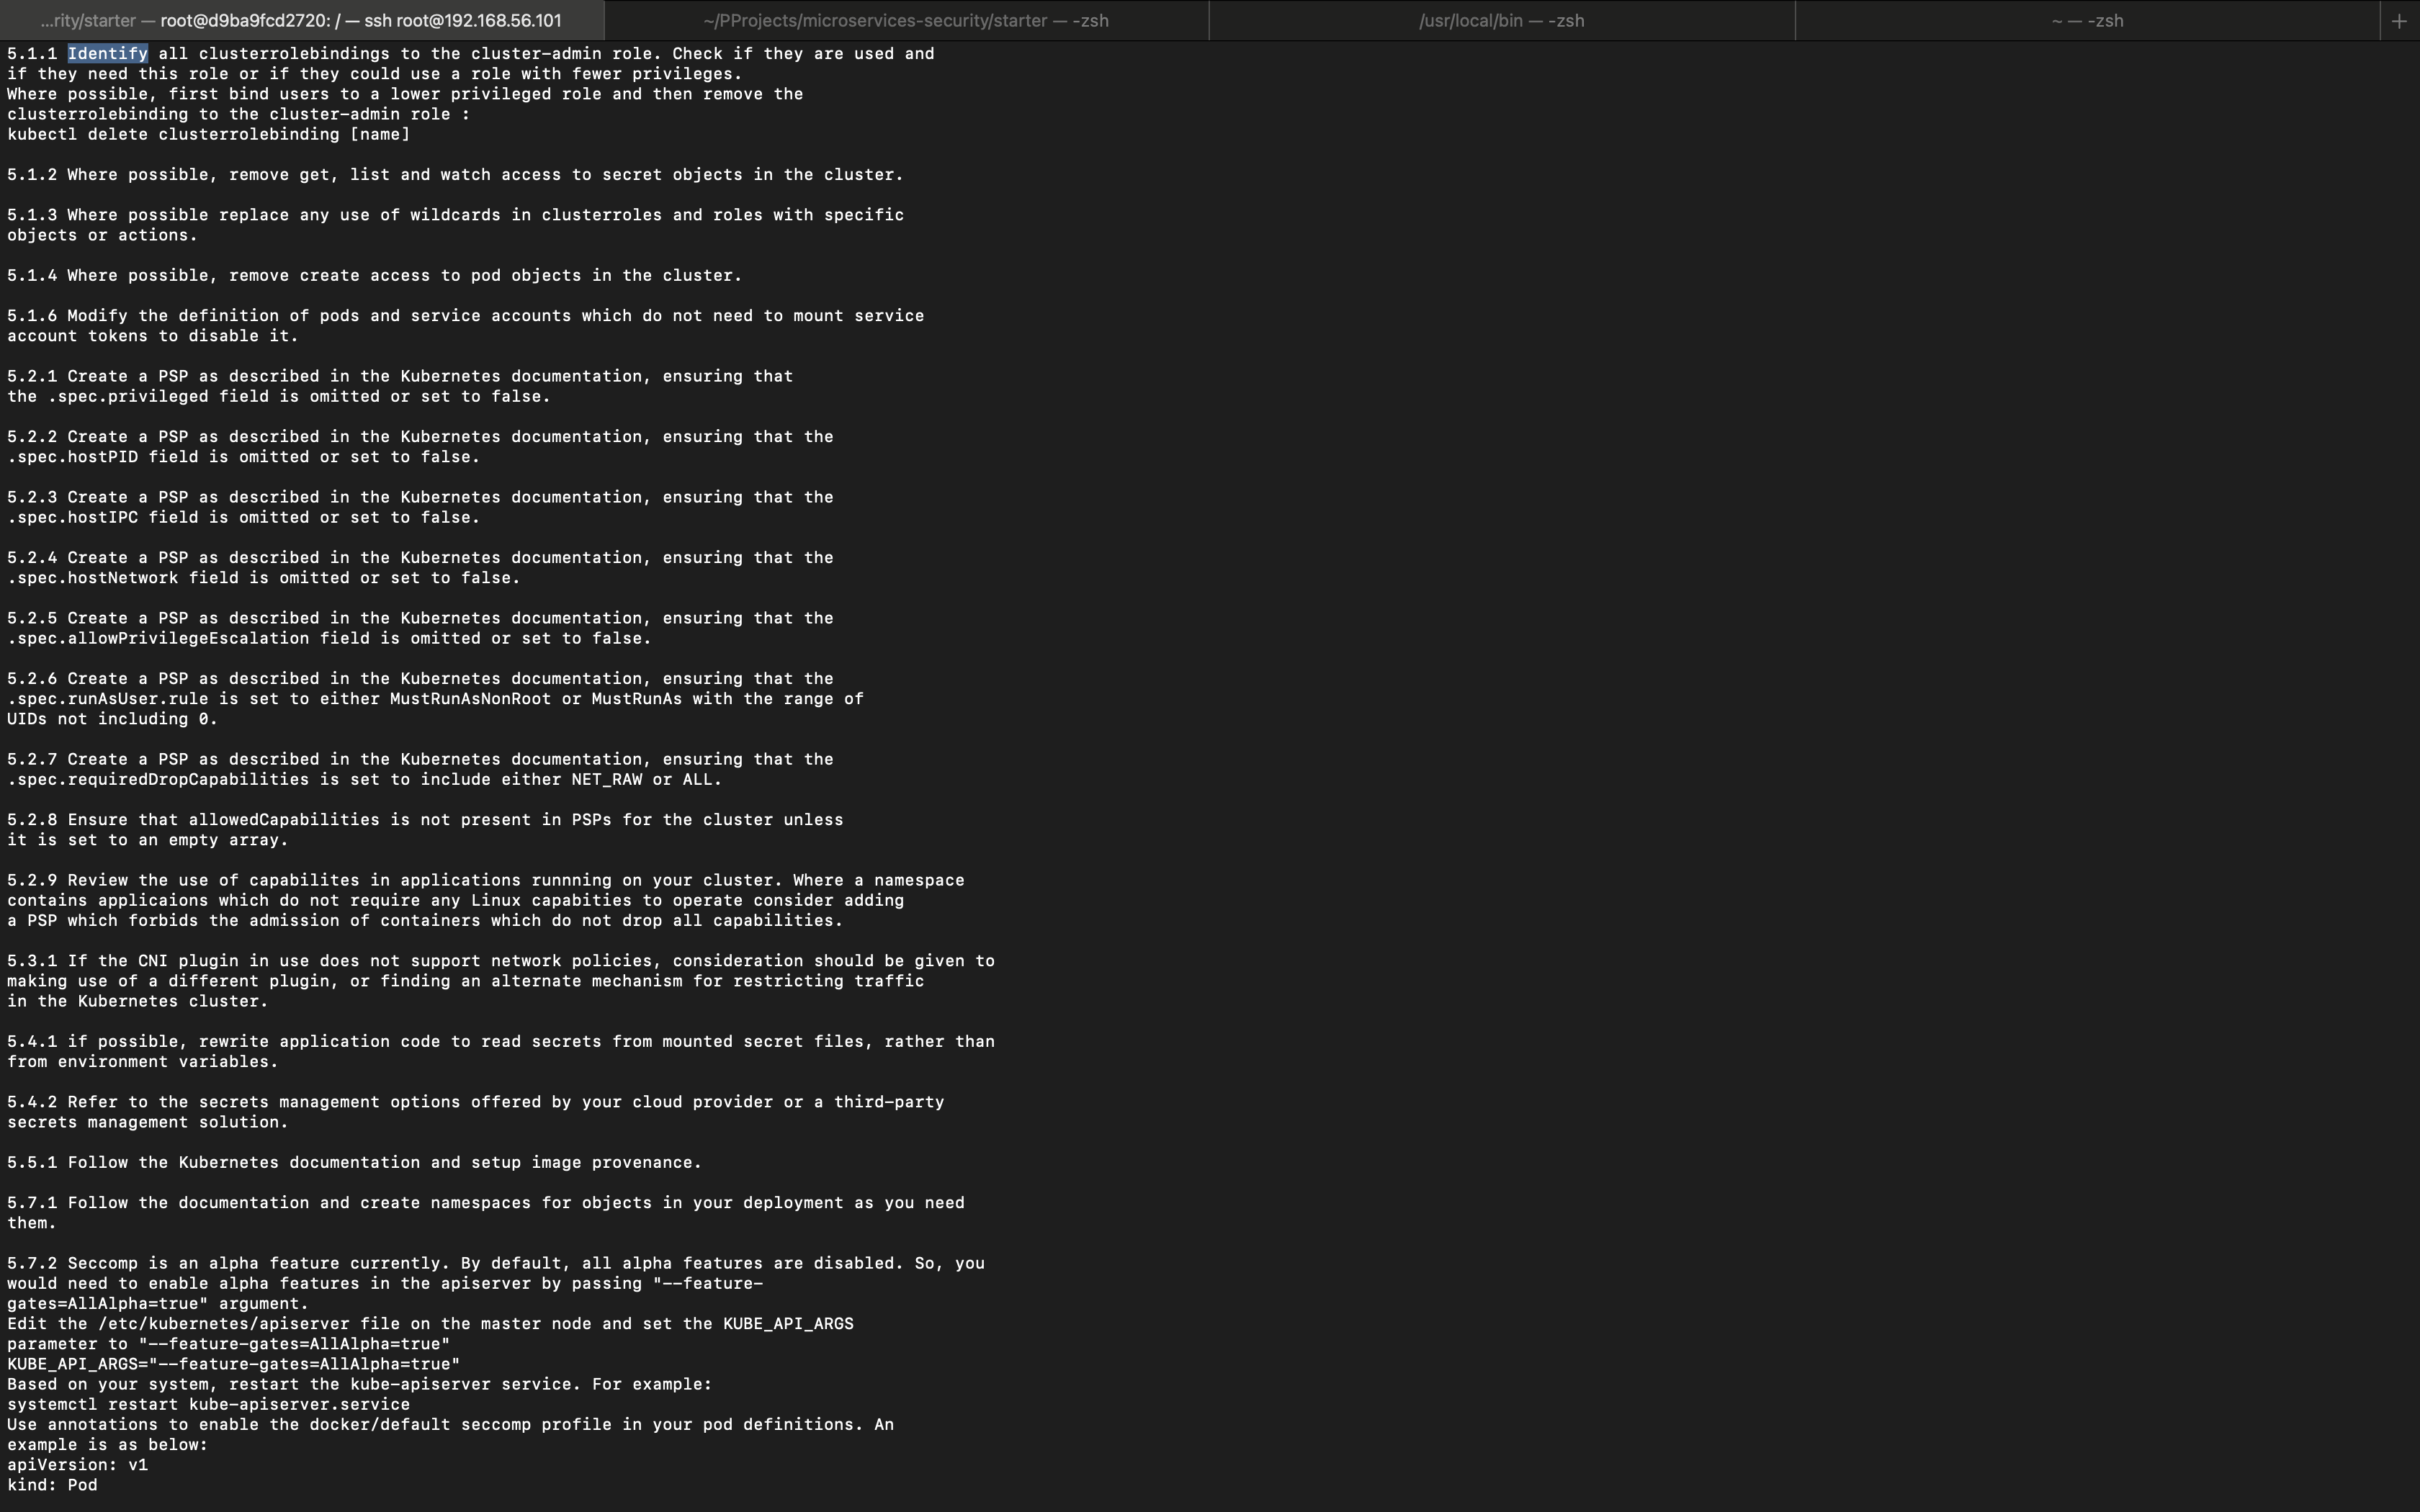 ...rity/starter — root@d9ba9fcd2720: / — ssh root@192.168.56.101
~/PProjects/microservices-security/starter — -zsh
/usr/local/bin — -zsh
~ — -zsh
+
5.1.1 Identify all clusterrolebindings to the cluster-admin role. Check if they are used and
if they need this role or if they could use a role with fewer privileges.
Where possible, first bind users to a lower privileged role and then remove the
clusterrolebinding to the cluster-admin role :
kubectl delete clusterrolebinding [name]

5.1.2 Where possible, remove get, list and watch access to secret objects in the cluster.

5.1.3 Where possible replace any use of wildcards in clusterroles and roles with specific
objects or actions.

5.1.4 Where possible, remove create access to pod objects in the cluster.

5.1.6 Modify the definition of pods and service accounts which do not need to mount service
account tokens to disable it.

5.2.1 Create a PSP as described in the Kubernetes documentation, ensuring that
the .spec.privileged field is omitted or set to false.

5.2.2 Create a PSP as described in the Kubernetes documentation, ensuring that the
.spec.hostPID field is omitted or set to false.

5.2.3 Create a PSP as described in the Kubernetes documentation, ensuring that the
.spec.hostIPC field is omitted or set to false.

5.2.4 Create a PSP as described in the Kubernetes documentation, ensuring that the
.spec.hostNetwork field is omitted or set to false.

5.2.5 Create a PSP as described in the Kubernetes documentation, ensuring that the
.spec.allowPrivilegeEscalation field is omitted or set to false.

5.2.6 Create a PSP as described in the Kubernetes documentation, ensuring that the
.spec.runAsUser.rule is set to either MustRunAsNonRoot or MustRunAs with the range of
UIDs not including 0.

5.2.7 Create a PSP as described in the Kubernetes documentation, ensuring that the
.spec.requiredDropCapabilities is set to include either NET_RAW or ALL.

5.2.8 Ensure that allowedCapabilities is not present in PSPs for the cluster unless
it is set to an empty array.

5.2.9 Review the use of capabilites in applications runnning on your cluster. Where a namespace
contains applicaions which do not require any Linux capabities to operate consider adding
a PSP which forbids the admission of containers which do not drop all capabilities.

5.3.1 If the CNI plugin in use does not support network policies, consideration should be given to
making use of a different plugin, or finding an alternate mechanism for restricting traffic
in the Kubernetes cluster.

5.4.1 if possible, rewrite application code to read secrets from mounted secret files, rather than
from environment variables.

5.4.2 Refer to the secrets management options offered by your cloud provider or a third-party
secrets management solution.

5.5.1 Follow the Kubernetes documentation and setup image provenance.

5.7.1 Follow the documentation and create namespaces for objects in your deployment as you need
them.

5.7.2 Seccomp is an alpha feature currently. By default, all alpha features are disabled. So, you
would need to enable alpha features in the apiserver by passing "--feature-
gates=AllAlpha=true" argument.
Edit the /etc/kubernetes/apiserver file on the master node and set the KUBE_API_ARGS
parameter to "--feature-gates=AllAlpha=true"
KUBE_API_ARGS="--feature-gates=AllAlpha=true"
Based on your system, restart the kube-apiserver service. For example:
systemctl restart kube-apiserver.service
Use annotations to enable the docker/default seccomp profile in your pod definitions. An
example is as below:
apiVersion: v1
kind: Pod